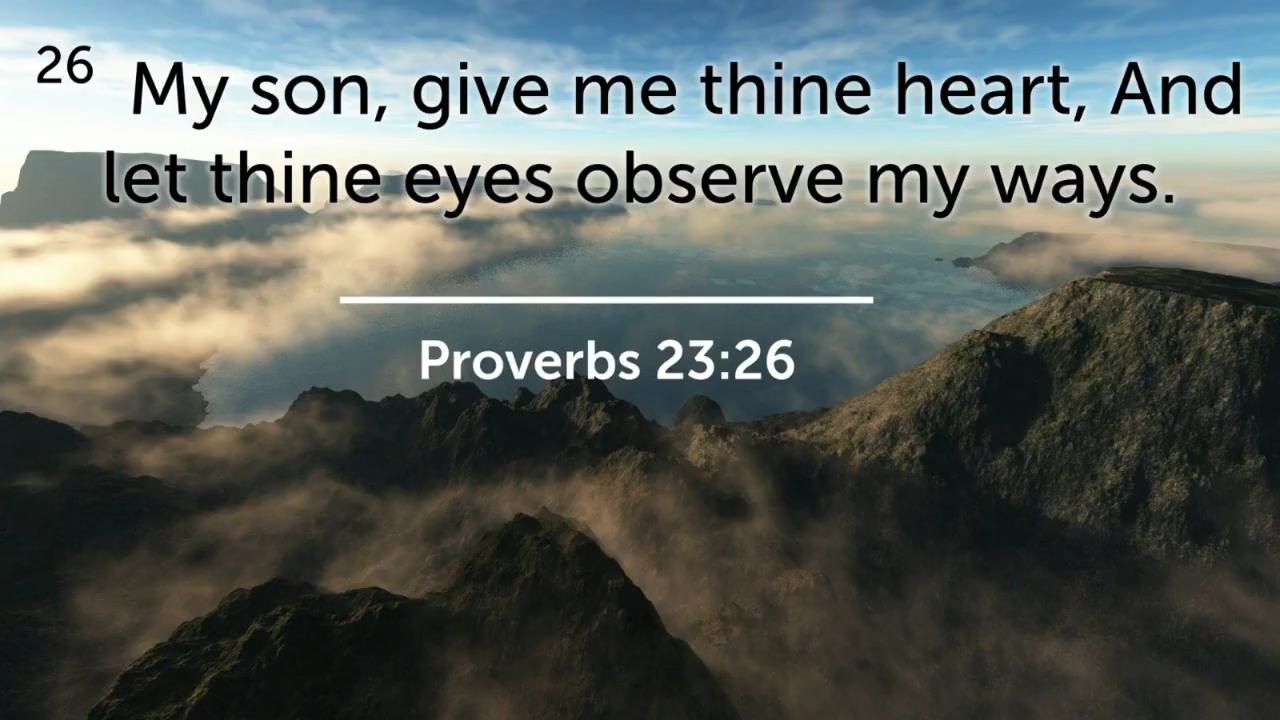 26 My son, give me thine heart, And
let thine eyes observe my ways.
Proverbs 23:26